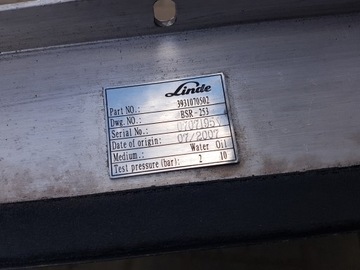 Linde
Part NO.: 3931070502
Dwg. NO.: BSR-253
Serial No.:
Date of origin: 07/2007
Medium.: Water Oil
Test pressure (bar): 2 10